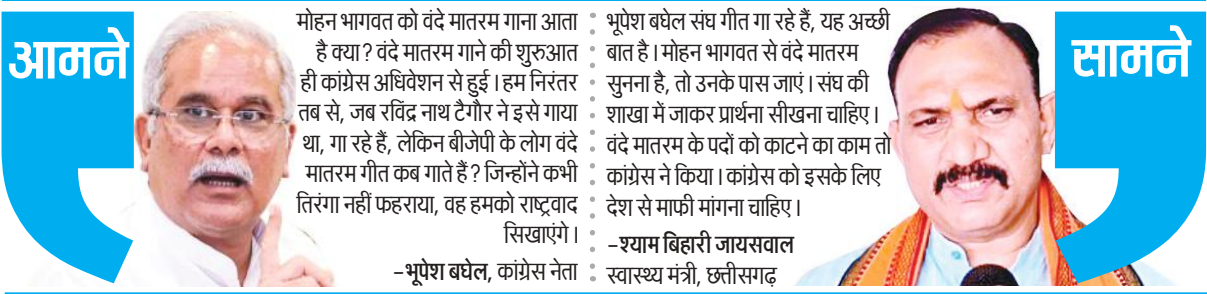 आमने
मोहन भागवत को वंदे मातरम गाना आता
है क्या? वंदे मातरम गाने की शुरुआत
ही कांग्रेस अधिवेशन से हुई। हम निरंतर
तब से, जब रविंद्र नाथ टैगौर ने इसे गाया
था, गा रहे हैं, लेकिन बीजेपी के लोग वंदे
मातरम गीत कब गाते हैं? जिन्होंने कभी
तिरंगा नहीं फहराया, वह हमको राष्ट्रवाद
सिखाएंगे।
–भूपेश बघेल, कांग्रेस नेता
भूपेश बघेल संघ गीत गा रहे हैं, यह अच्छी
बात है। मोहन भागवत से वंदे मातरम
सुनना है, तो उनके पास जाएं। संघ की
शाखा में जाकर प्रार्थना सीखना चाहिए।
वंदे मातरम के पदों को काटने का काम तो
कांग्रेस ने किया। कांग्रेस को इसके लिए
देश से माफी मांगना चाहिए।
–श्याम बिहारी जायसवाल
स्वास्थ्य मंत्री, छत्तीसगढ़
सामने